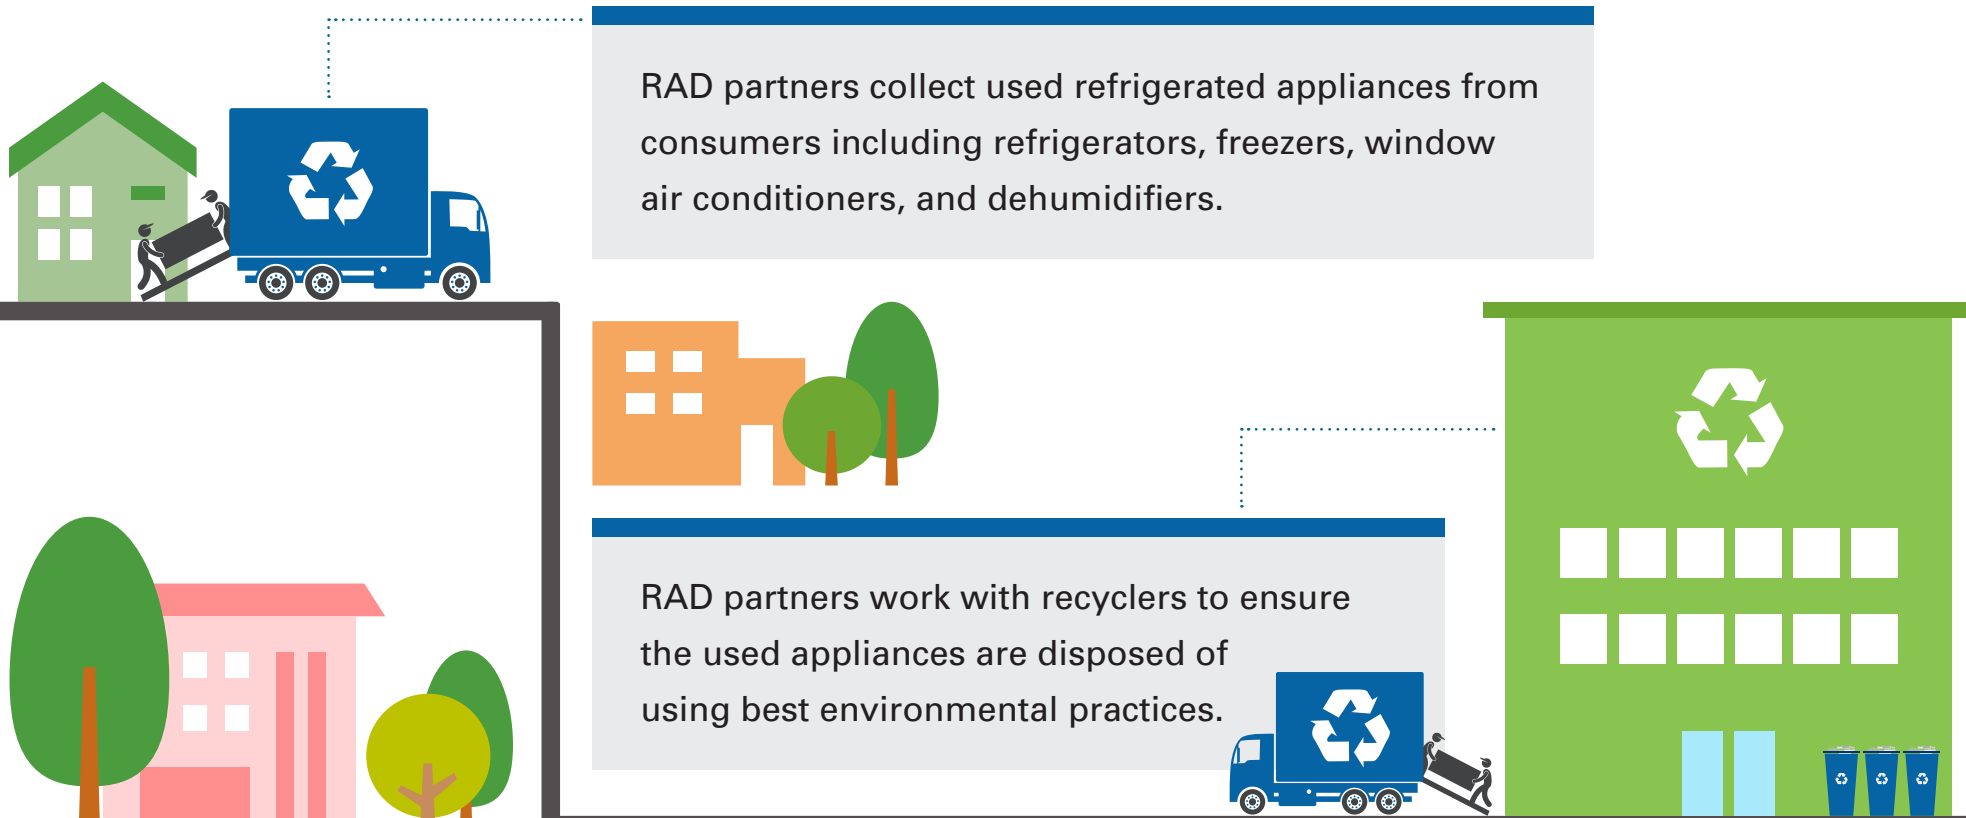 RAD partners collect used refrigerated appliances from
consumers including refrigerators, freezers, window
air conditioners, and dehumidifiers.
RAD partners work with recyclers to ensure
the used appliances are disposed of
using best environmental practices.